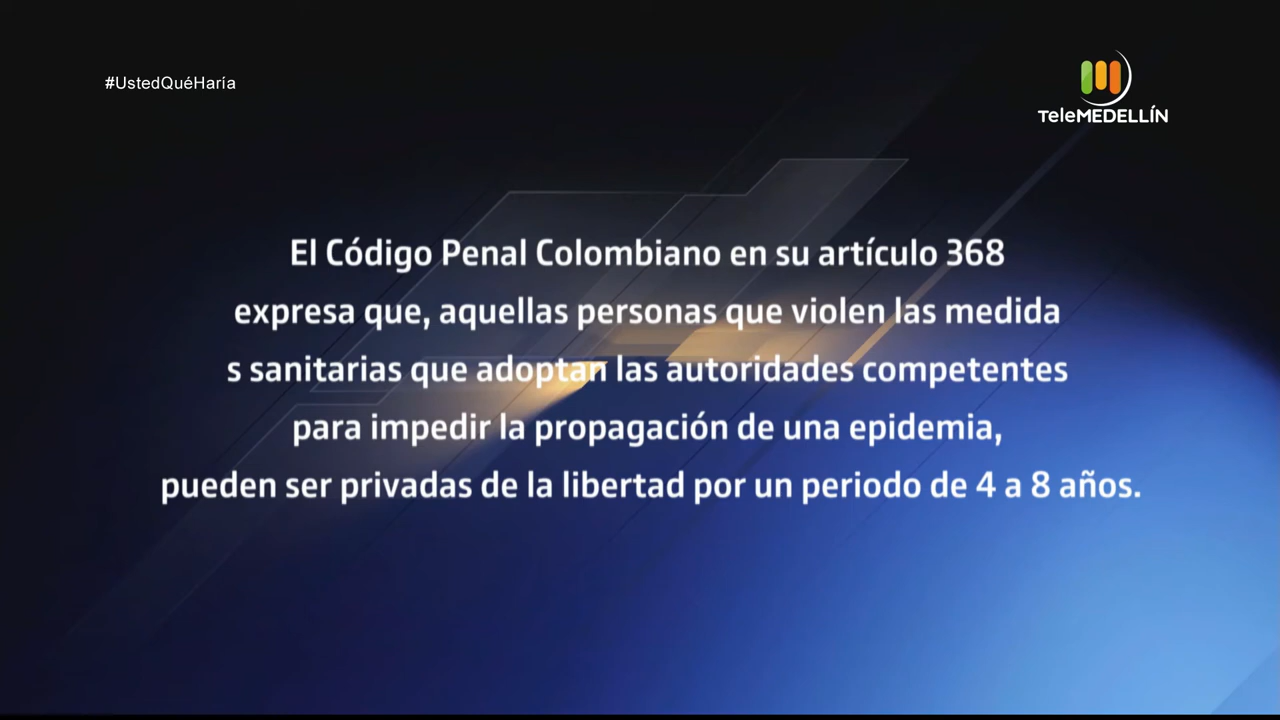 #UstedQuéHaría
TeleMEDELLÍN
El Código Penal Colombiano en su artículo 368
expresa que, aquellas personas que violen las medida
s sanitarias que adoptan las autoridades competentes
para impedir la propagación de una epidemia,
pueden ser privadas de la libertad por un periodo de 4 a 8 años.